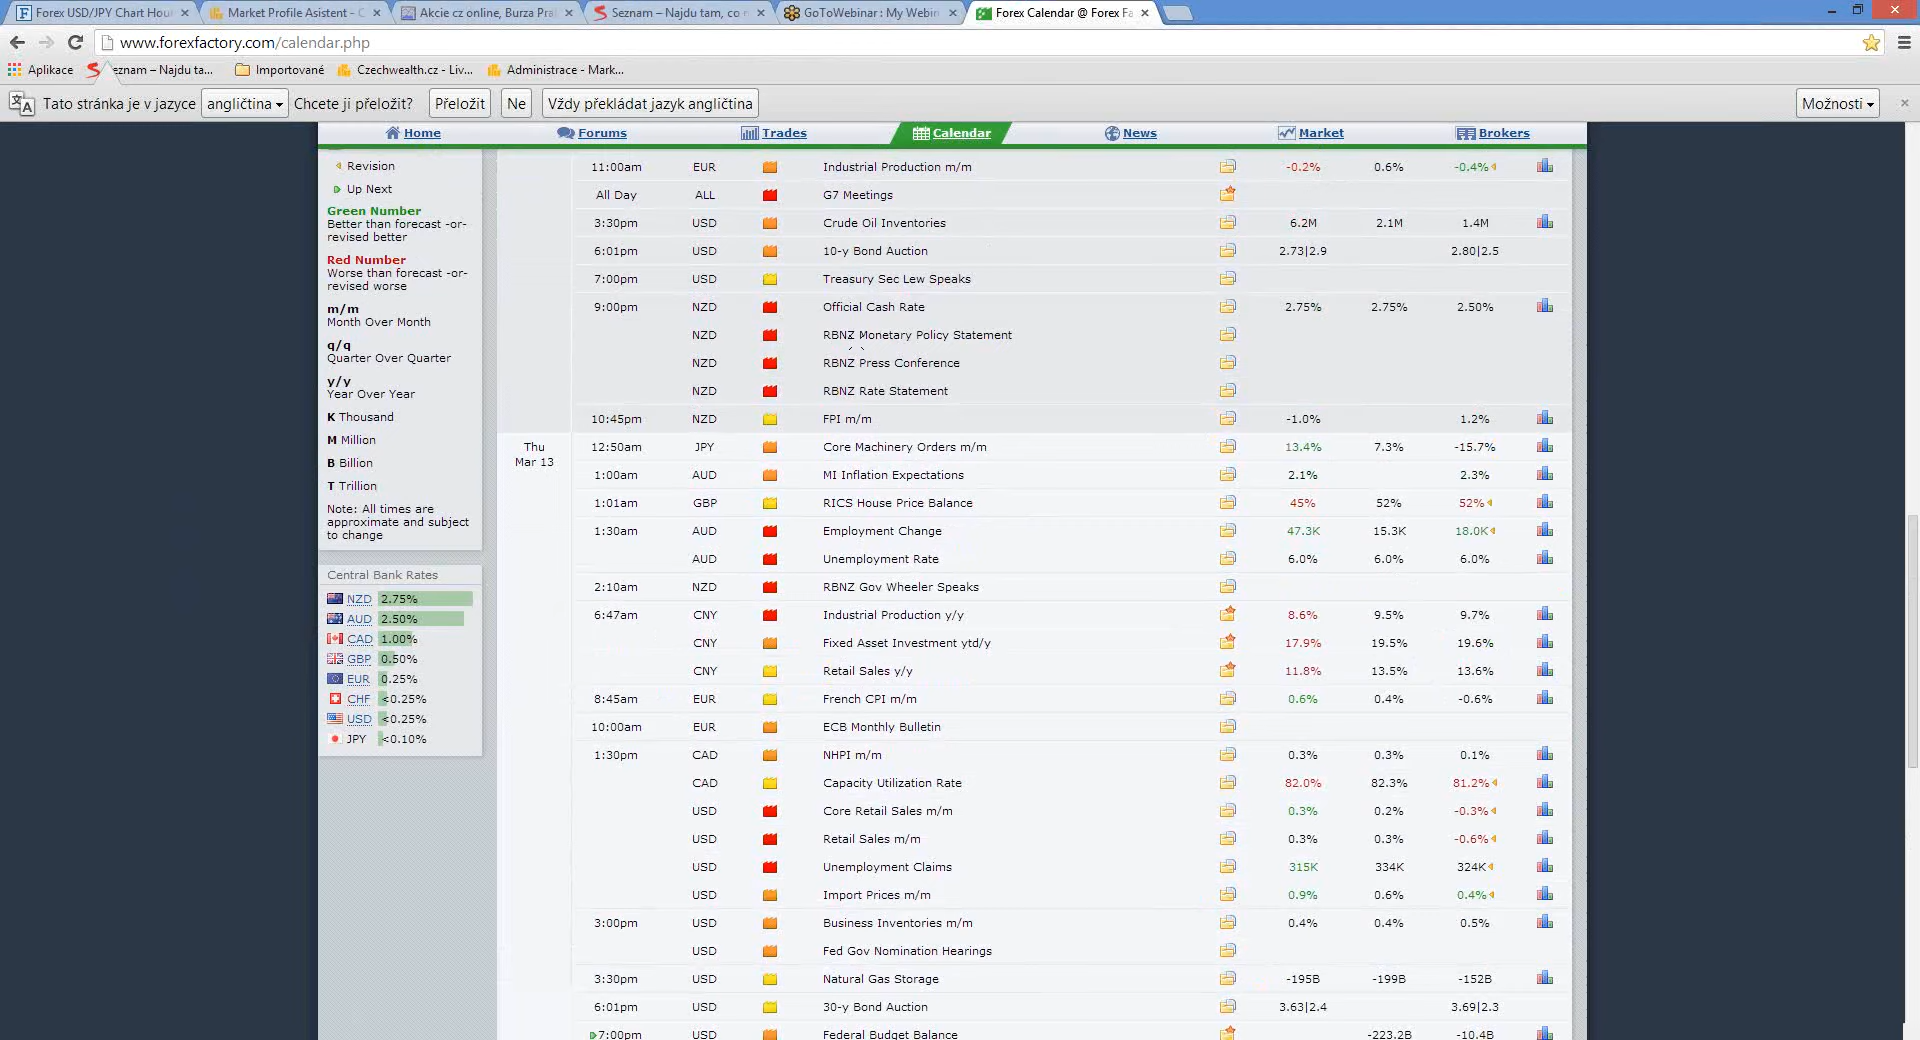 Forex USD/JPY Chart Hou
Market Profile Asistent - C
Akcie cz online, Burza Pra
Seznam – Najdu tam, co n
GoToWebinar : My Webin
Forex Calendar @ Forex Fa
www.forexfactory.com/calendar.php
Aplikace
eznam – Najdu ta...
Importované
Czechwealth.cz - Liv...
Administrace - Mark...
Tato stránka je v jazyce angličtina Chcete ji přeložit? Přeložit Ne Vždy překládat jazyk angličtina Možnosti
Home Forums Trades Calendar News Market Brokers
Revision
Up Next
Green Number
Better than forecast -or-
revised better
Red Number
Worse than forecast -or-
revised worse
m/m
Month Over Month
q/q
Quarter Over Quarter
y/y
Year Over Year
K Thousand
M Million
B Billion
T Trillion
Note: All times are
approximate and subject
to change
Central Bank Rates
NZD 2.75%
AUD 2.50%
CAD 1.00%
GBP 0.50%
EUR 0.25%
CHF <0.25%
USD <0.25%
JPY <0.10%
11:00am EUR Industrial Production m/m -0.2% 0.6% -0.4%
All Day ALL G7 Meetings
3:30pm USD Crude Oil Inventories 6.2M 2.1M 1.4M
6:01pm USD 10-y Bond Auction 2.73|2.9 2.80|2.5
7:00pm USD Treasury Sec Lew Speaks
9:00pm NZD Official Cash Rate 2.75% 2.75% 2.50%
NZD RBNZ Monetary Policy Statement
NZD RBNZ Press Conference
NZD RBNZ Rate Statement
10:45pm NZD FPI m/m -1.0% 1.2%
Thu
Mar 13
12:50am JPY Core Machinery Orders m/m 13.4% 7.3% -15.7%
1:00am AUD MI Inflation Expectations 2.1% 2.3%
1:01am GBP RICS House Price Balance 45% 52% 52%
1:30am AUD Employment Change 47.3K 15.3K 18.0K
AUD Unemployment Rate 6.0% 6.0% 6.0%
2:10am NZD RBNZ Gov Wheeler Speaks
6:47am CNY Industrial Production y/y 8.6% 9.5% 9.7%
CNY Fixed Asset Investment ytd/y 17.9% 19.5% 19.6%
CNY Retail Sales y/y 11.8% 13.5% 13.6%
8:45am EUR French CPI m/m 0.6% 0.4% -0.6%
10:00am EUR ECB Monthly Bulletin
1:30pm CAD NHPI m/m 0.3% 0.3% 0.1%
CAD Capacity Utilization Rate 82.0% 82.3% 81.2%
USD Core Retail Sales m/m 0.3% 0.2% -0.3%
USD Retail Sales m/m 0.3% 0.3% -0.6%
USD Unemployment Claims 315K 334K 324K
USD Import Prices m/m 0.9% 0.6% 0.4%
3:00pm USD Business Inventories m/m 0.4% 0.4% 0.5%
USD Fed Gov Nomination Hearings
3:30pm USD Natural Gas Storage -195B -199B -152B
6:01pm USD 30-y Bond Auction 3.63|2.4 3.69|2.3
7:00pm USD Federal Budget Balance -223.2B -10.4B